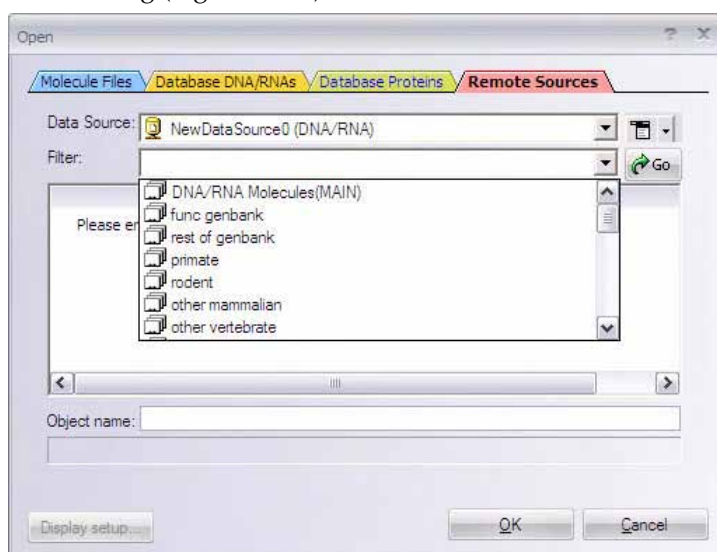 Open
Molecule Files Database DNA/RNAs Database Proteins Remote Sources
Data Source: NewDataSource0 (DNA/RNA)
Filter:
Go
DNA/RNA Molecules(MAIN)
func genbank
Please er
rest of genbank
primate
rodent
other mammalian
other vertebrate
Object name:
Display setup...
OK Cancel